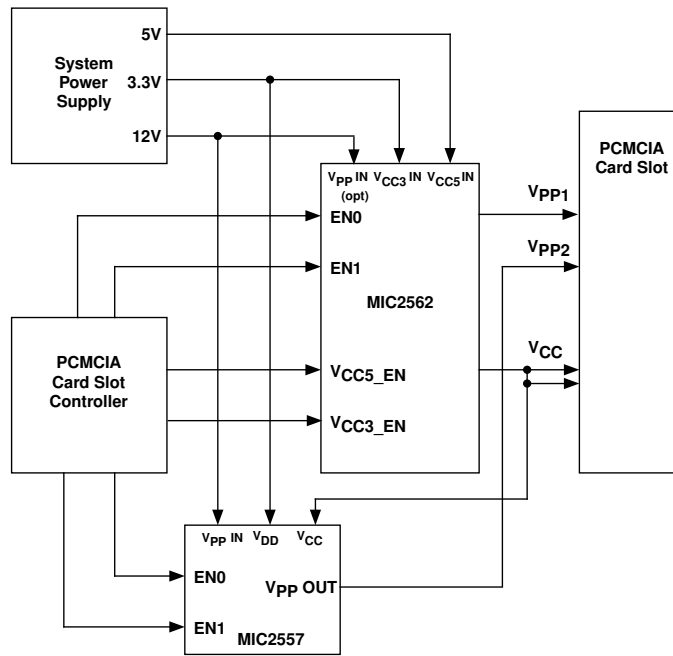 System
Power
Supply
5V
3.3V
12V
PCMCIA
Card Slot
VPP IN
(opt)
VCC3 IN
VCC5 IN
EN0
EN1
MIC2562
VCC5_EN
VCC3_EN
VPP1
VPP2
VCC
PCMCIA
Card Slot
Controller
VPP IN
VDD
VCC
EN0
VPP OUT
EN1
MIC2557